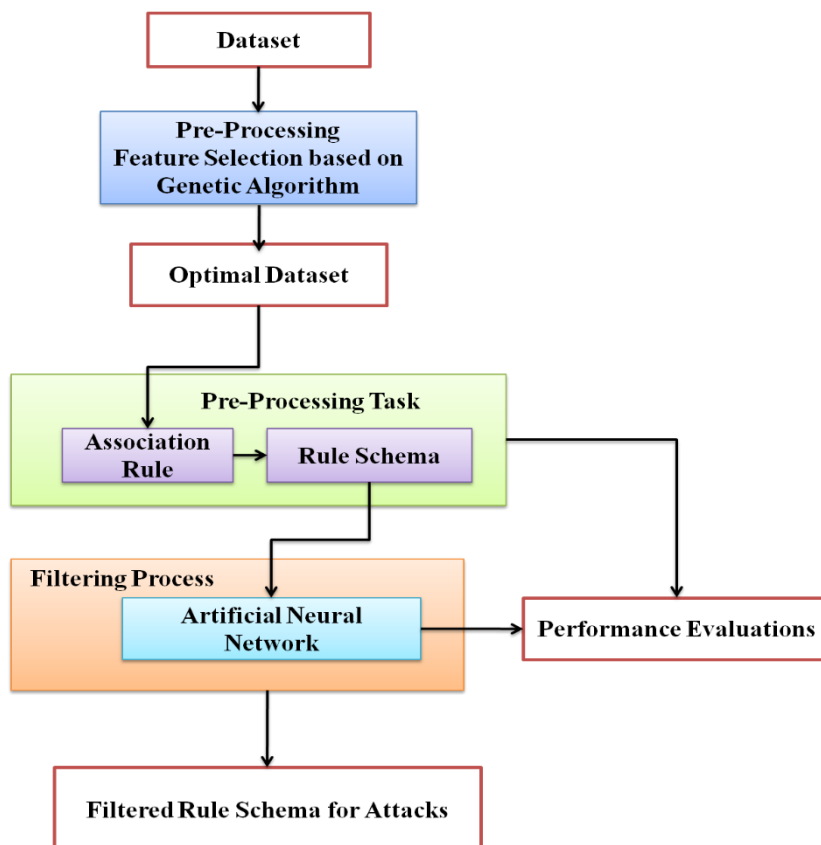 Dataset
Pre-Processing
Feature Selection based on
Genetic Algorithm
Optimal Dataset
Pre-Processing Task
Association
Rule
Rule Schema
Filtering Process
Artificial Neural
Network
Performance Evaluations
Filtered Rule Schema for Attacks